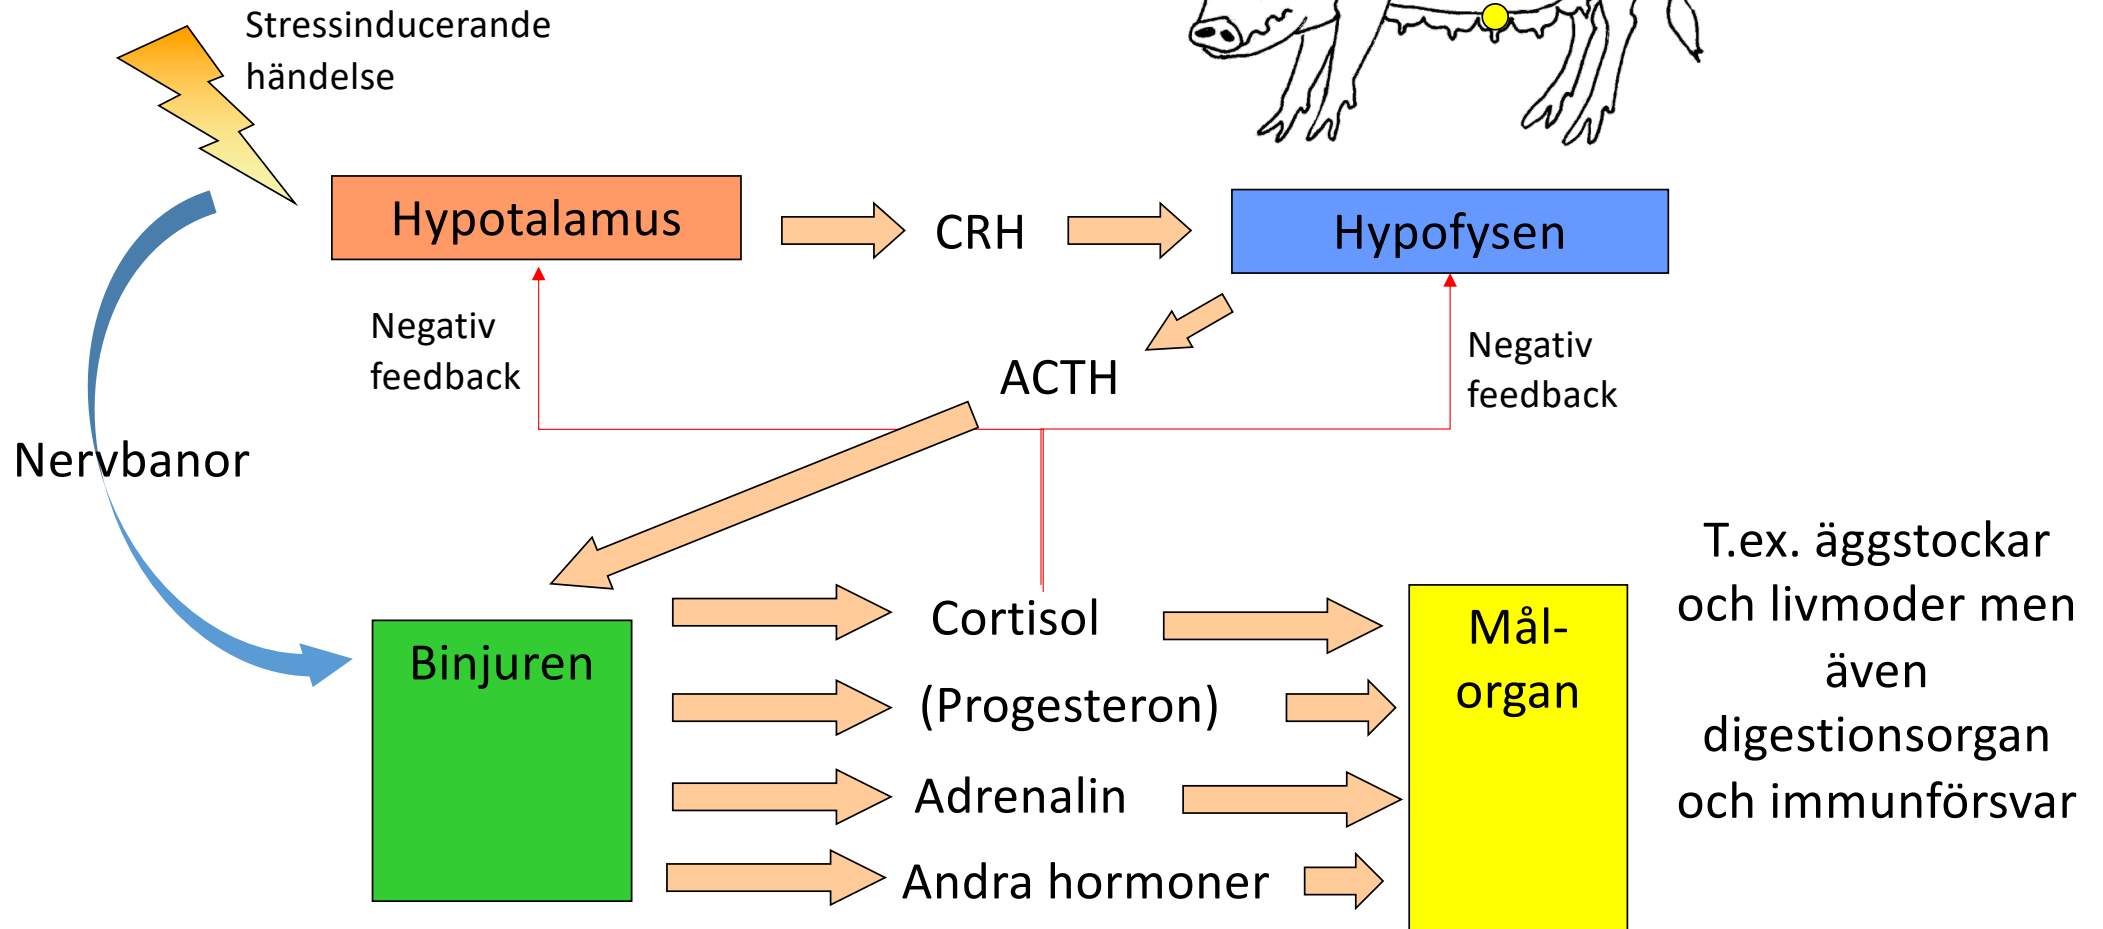 Stressinducerande
händelse
Hypotalamus
CRH
Hypofysen
Negativ
feedback
ACTH
Negativ
feedback
Nervbanor
Binjuren
Cortisol
(Progesteron)
Adrenalin
Andra hormoner
Mål-
organ
T.ex. äggstockar
och livmoder men
även
digestionsorgan
och immunförsvar